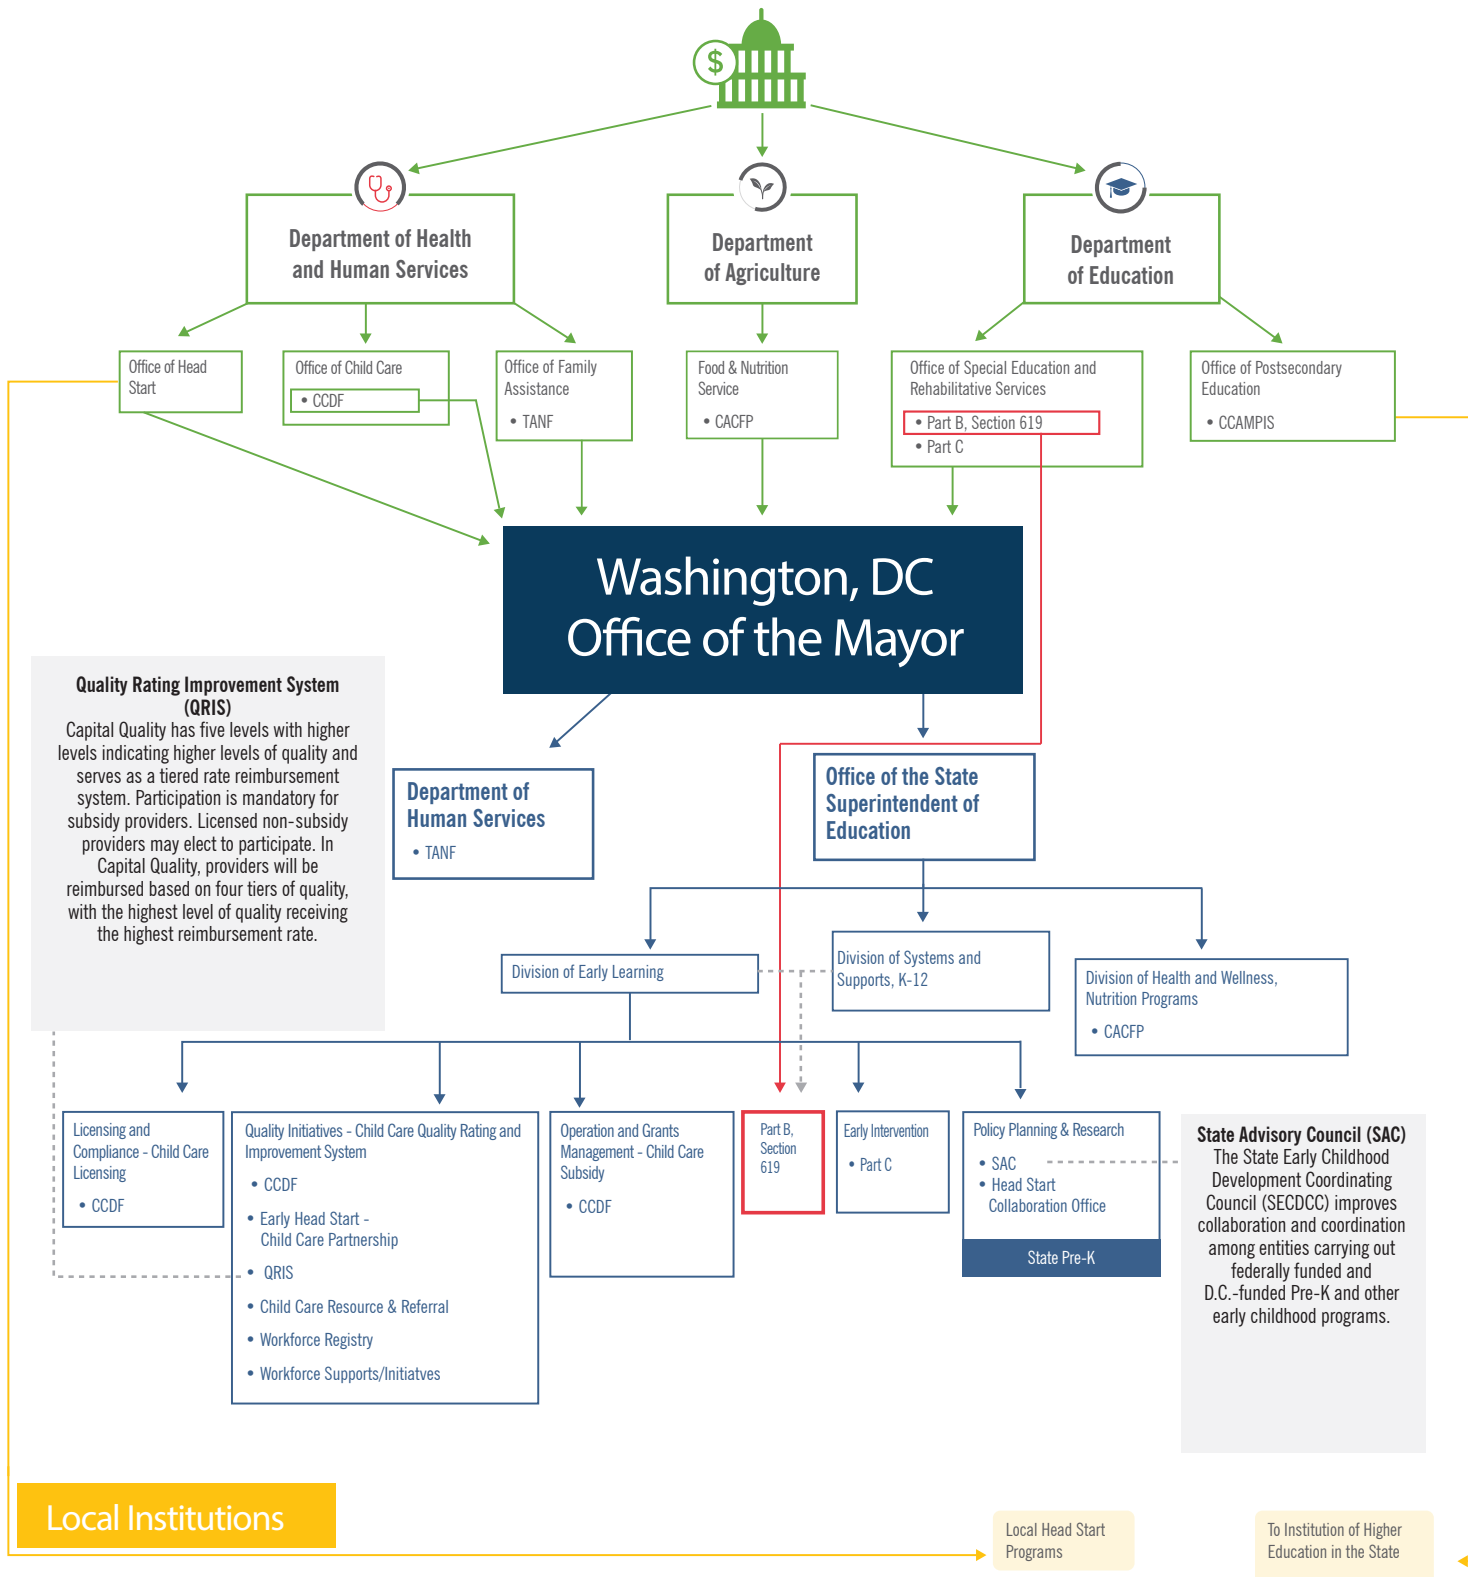 $
Department of Health
and Human Services
Department
of Agriculture
Department
of Education
Office of Head
Start
Office of Child Care
• CCDF
Office of Family
Assistance
• TANF
Food & Nutrition
Service
• CACFP
Office of Special Education and
Rehabilitative Services
• Part B, Section 619
• Part C
Office of Postsecondary
Education
• CCAMPIS
Washington, DC
Office of the Mayor
Quality Rating Improvement System
(QRIS)
Capital Quality has five levels with higher
levels indicating higher levels of quality and
serves as a tiered rate reimbursement
system. Participation is mandatory for
subsidy providers. Licensed non-subsidy
providers may elect to participate. In
Capital Quality, providers will be
reimbursed based on four tiers of quality,
with the highest level of quality receiving
the highest reimbursement rate.
Department of
Human Services
• TANF
Office of the State
Superintendent of
Education
Division of Early Learning
Division of Systems and
Supports, K-12
Division of Health and Wellness,
Nutrition Programs
• CACFP
Licensing and
Compliance - Child Care
Licensing
• CCDF
Quality Initiatives - Child Care Quality Rating and
Improvement System
• CCDF
• Early Head Start -
Child Care Partnership
• QRIS
• Child Care Resource & Referral
• Workforce Registry
• Workforce Supports/Initiatves
Operation and Grants
Management - Child Care
Subsidy
• CCDF
Part B,
Section
619
Early Intervention
• Part C
Policy Planning & Research
• SAC
• Head Start
Collaboration Office
State Pre-K
State Advisory Council (SAC)
The State Early Childhood
Development Coordinating
Council (SECDCC) improves
collaboration and coordination
among entities carrying out
federally funded and
D.C.-funded Pre-K and other
early childhood programs.
Local Institutions
Local Head Start
Programs
To Institution of Higher
Education in the State